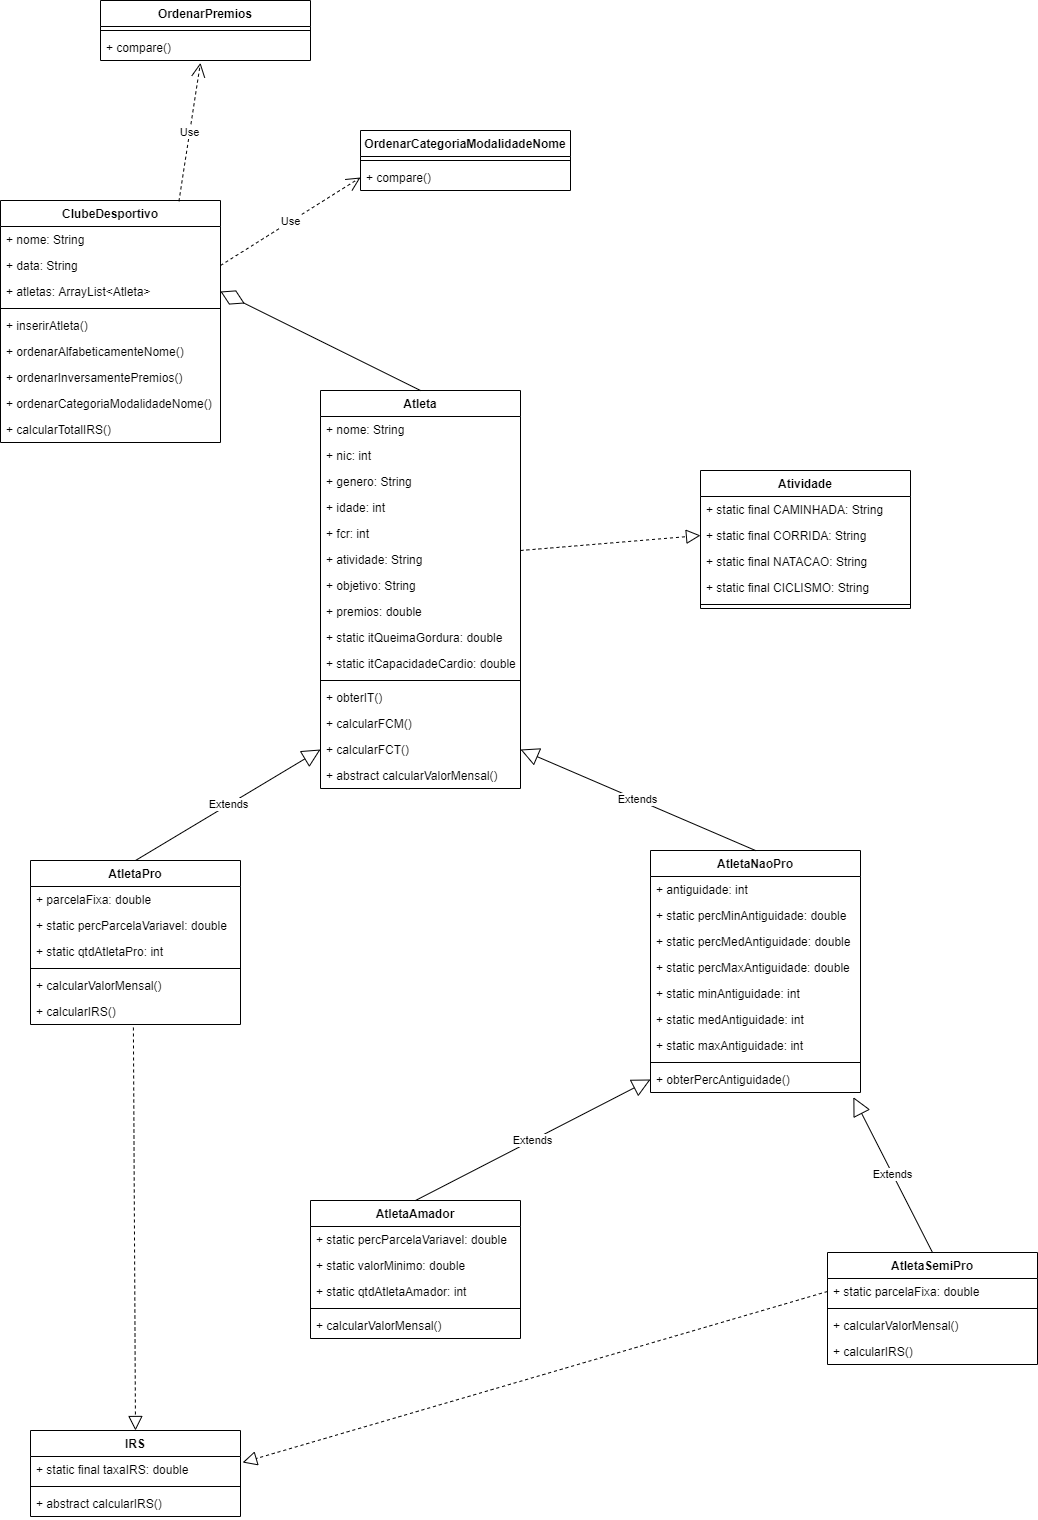 OrdenarPremios
+ compare()
Use
OrdenarCategoriaModalidadeNome
+ compare()
Use
ClubeDesportivo
+ nome: String
+ data: String
+ atletas: ArrayList<Atleta>
+ inserirAtleta()
+ ordenarAlfabeticamenteNome()
+ ordenarInversamentePremios()
+ ordenarCategoriaModalidadeNome()
+ calcularTotalIRS()
Atleta
+ nome: String
+ nic: int
+ genero: String
+ idade: int
+ fcr: int
+ atividade: String
+ objetivo: String
+ premios: double
+ static itQueimaGordura: double
+ static itCapacidadeCardio: double
+ obterIT()
+ calcularFCM()
+ calcularFCT()
+ abstract calcularValorMensal()
Atividade
+ static final CAMINHADA: String
+ static final CORRIDA: String
+ static final NATACAO: String
+ static final CICLISMO: String
Extends
Extends
AtletaPro
+ parcelaFixa: double
+ static percParcelaVariavel: double
+ static qtdAtletaPro: int
+ calcularValorMensal()
+ calcularIRS()
AtletaNaoPro
+ antiguidade: int
+ static percMinAntiguidade: double
+ static percMedAntiguidade: double
+ static percMaxAntiguidade: double
+ static minAntiguidade: int
+ static medAntiguidade: int
+ static maxAntiguidade: int
+ obterPercAntiguidade()
Extends
Extends
AtletaAmador
+ static percParcelaVariavel: double
+ static valorMinimo: double
+ static qtdAtletaAmador: int
+ calcularValorMensal()
AtletaSemiPro
+ static parcelaFixa: double
+ calcularValorMensal()
+ calcularIRS()
IRS
+ static final taxaIRS: double
+ abstract calcularIRS()